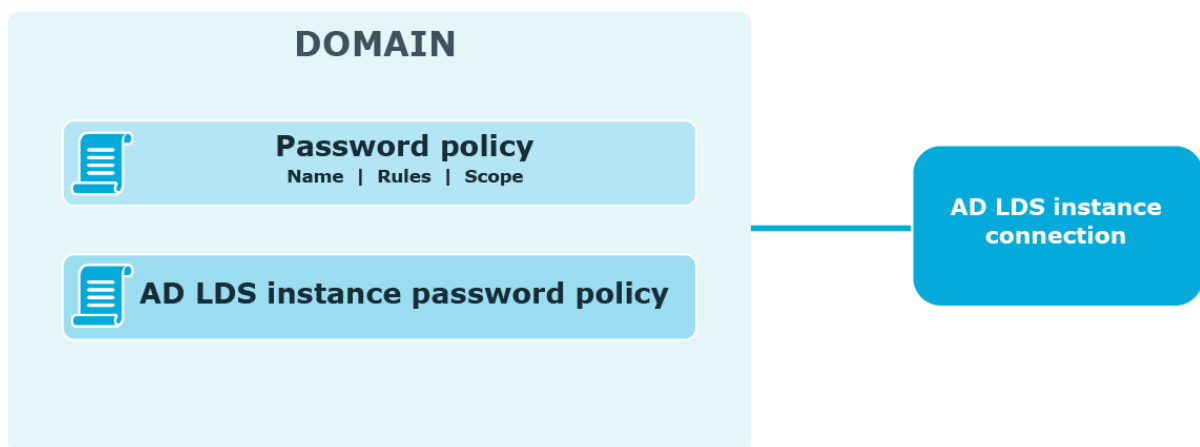 DOMAIN
Password policy
Name | Rules | Scope
AD LDS instance password policy
AD LDS instance
connection